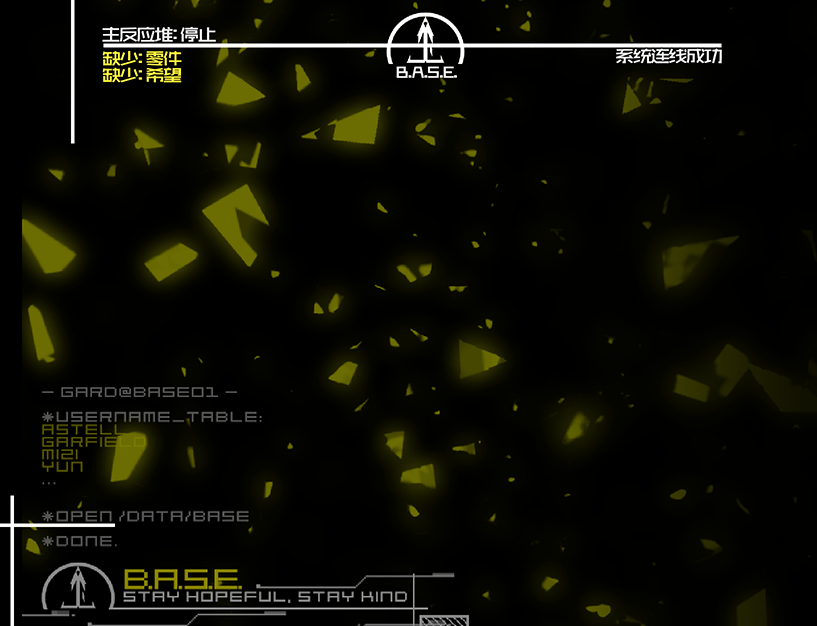 主反应堆: 停止
缺少: 零件
缺少: 希望
B.A.S.E.
系统连线成功
— GARD@BASE01 —
*USERNAME_TABLE:
ASTELL
GARFIELD
MIZI
YUN
...
*OPEN /DATA/BASE
*DONE.
B.A.S.E.
STAY HOPEFUL, STAY KIND